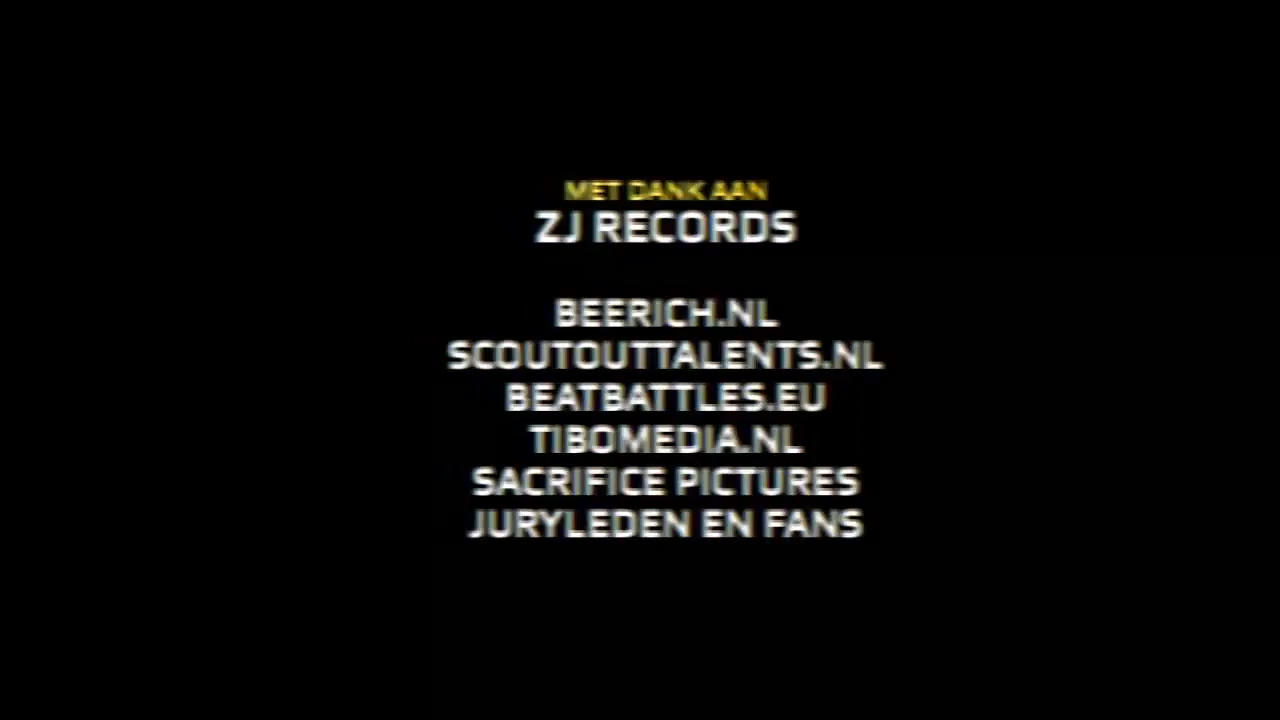 MET DANK AAN
ZJ RECORDS
BEERICH.NL
SCOUTOUTTALENTS.NL
BEATBATTLES.EU
TIBOMEDIA.NL
SACRIFICE PICTURES
JURYLEDEN EN FANS